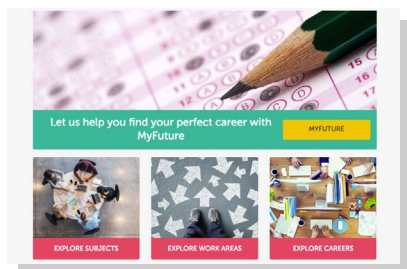 Let us help you find your perfect career with
MyFuture
MYFUTURE
EXPLORE SUBJECTS
EXPLORE WORK AREAS
EXPLORE CAREERS